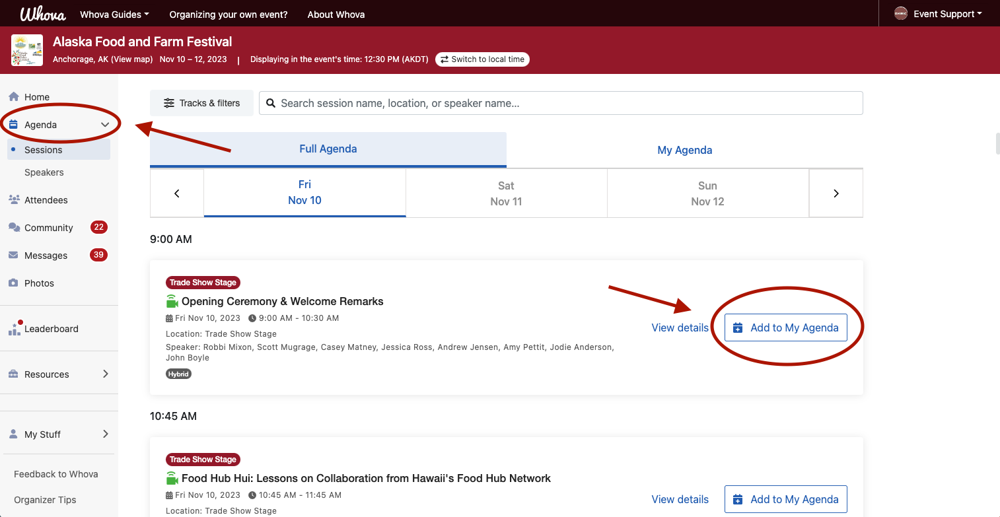 Whova Whova Guides Organizing your own event? About Whova Event Support
Alaska Food and Farm Festival
Anchorage, AK (View map) Nov 10 – 12, 2023 | Displaying in the event's time: 12:30 PM (AKDT) Switch to local time
Home
Agenda
Sessions
Speakers
Attendees
Community 22
Messages 39
Photos
Leaderboard
Resources
My Stuff
Feedback to Whova
Organizer Tips
Tracks & filters Search session name, location, or speaker name...
Full Agenda My Agenda
Fri Sat Sun
Nov 10 Nov 11 Nov 12
9:00 AM
Trade Show Stage
Opening Ceremony & Welcome Remarks
Fri Nov 10, 2023 9:00 AM - 10:30 AM
View details Add to My Agenda
Location: Trade Show Stage
Speaker: Robbi Mixon, Scott Mugrage, Casey Matney, Jessica Ross, Andrew Jensen, Amy Pettit, Jodie Anderson,
John Boyle
Hybrid
10:45 AM
Trade Show Stage
Food Hub Hui: Lessons on Collaboration from Hawaii's Food Hub Network
Fri Nov 10, 2023 10:45 AM - 11:45 AM
View details Add to My Agenda
Location: Trade Show Stage